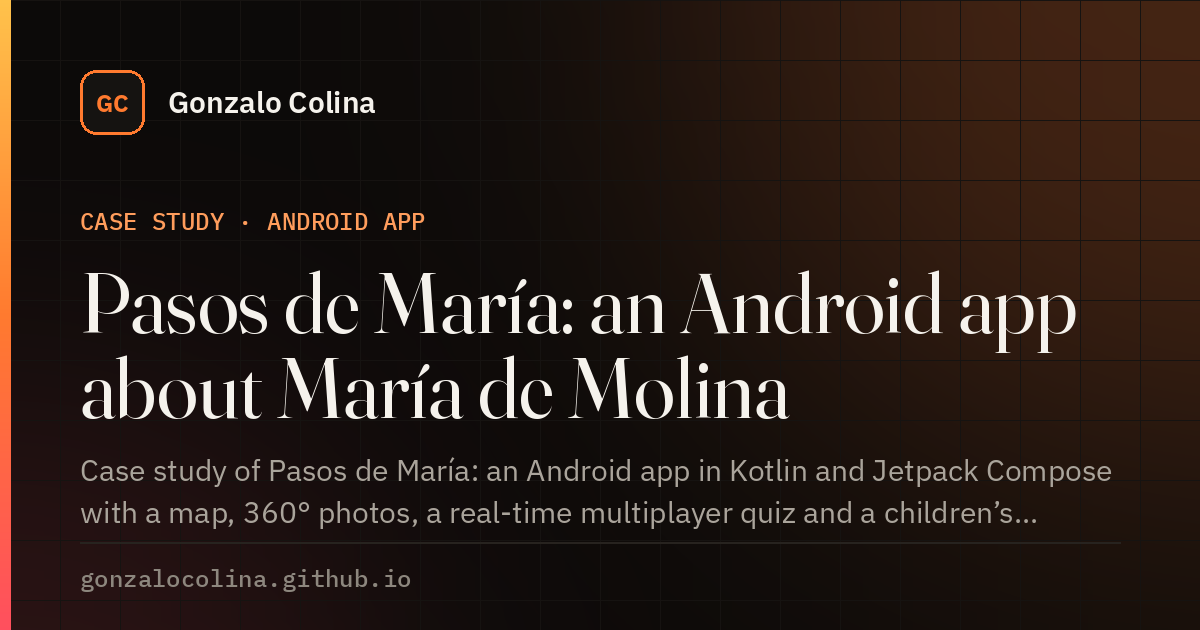 GC
Gonzalo Colina
CASE STUDY · ANDROID APP
Pasos de María: an Android app
about María de Molina
Case study of Pasos de María: an Android app in Kotlin and Jetpack Compose
with a map, 360° photos, a real-time multiplayer quiz and a children’s…
gonzalocolina.github.io